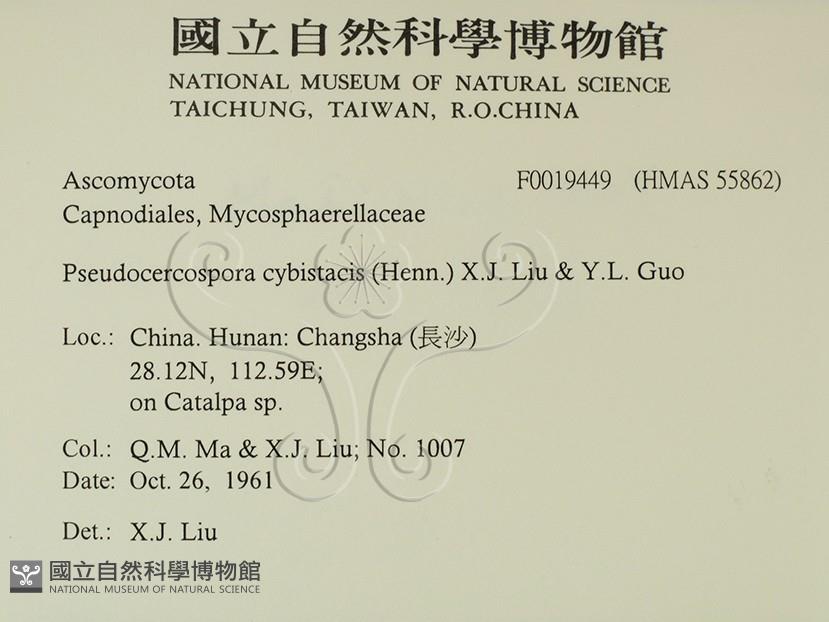 國立自然科學博物館
NATIONAL MUSEUM OF NATURAL SCIENCE
TAICHUNG, TAIWAN, R.O.CHINA
Ascomycota F0019449 (HMAS 55862)
Capnodiales, Mycosphaerellaceae
Pseudocercospora cybistacis (Henn.) X.J. Liu & Y.L. Guo
Loc.: China. Hunan: Changsha (長沙)
28.12N, 112.59E;
on Catalpa sp.
Col.: Q.M. Ma & X.J. Liu; No. 1007
Date: Oct. 26, 1961
Det.: X.J. Liu
國立自然科學博物館
NATIONAL MUSEUM OF NATURAL SCIENCE